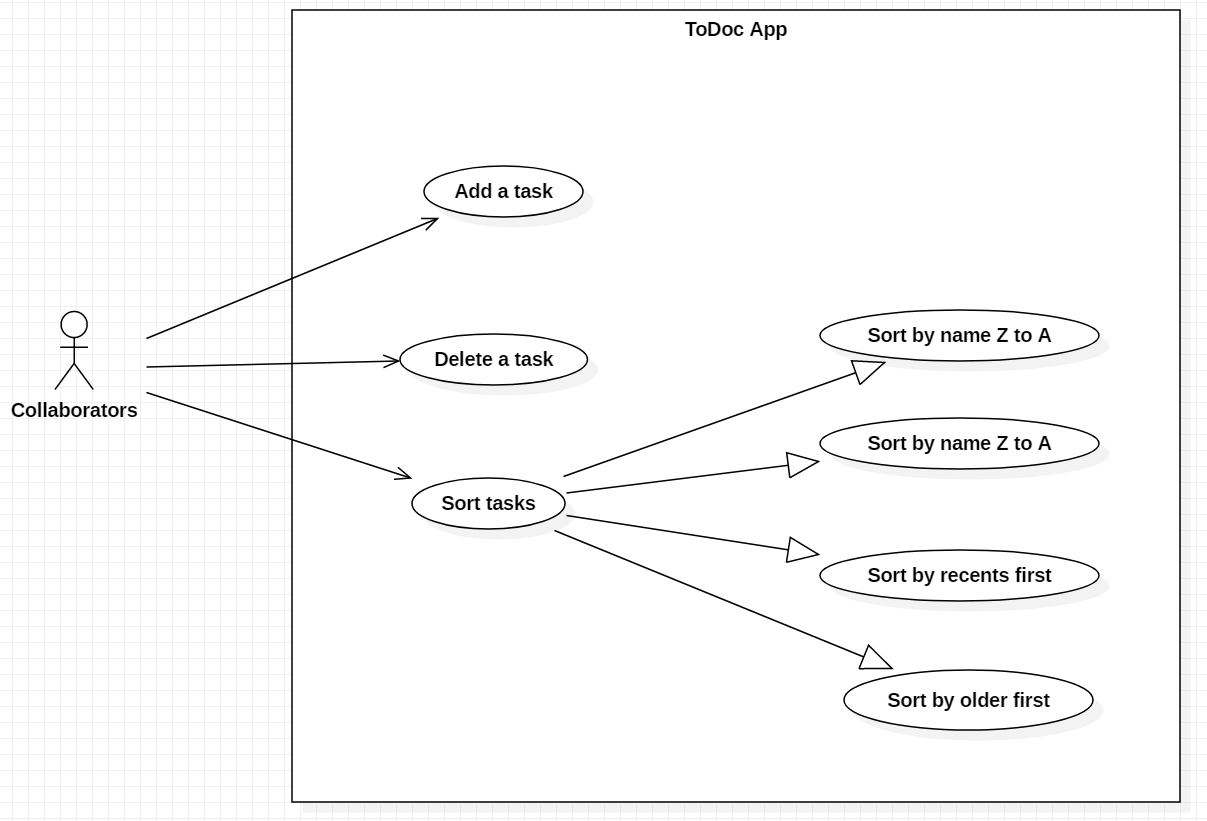 ToDoc App
Add a task
Collaborators
Delete a task
Sort tasks
Sort by name Z to A
Sort by name Z to A
Sort by recents first
Sort by older first